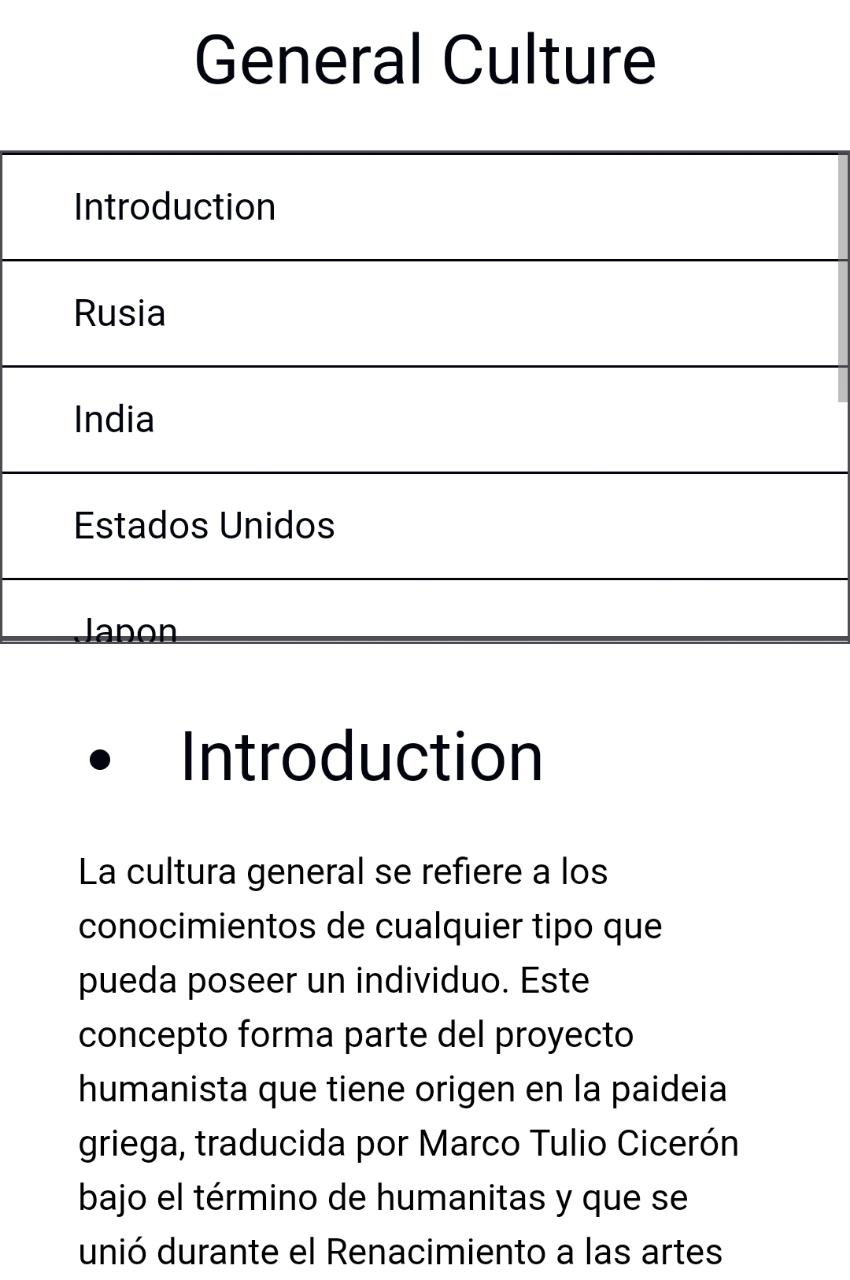 General Culture
Introduction
Rusia
India
Estados Unidos
Japon
• Introduction
La cultura general se refiere a los
conocimientos de cualquier tipo que
pueda poseer un individuo. Este
concepto forma parte del proyecto
humanista que tiene origen en la paideia
griega, traducida por Marco Tulio Cicerón
bajo el término de humanitas y que se
unió durante el Renacimiento a las artes